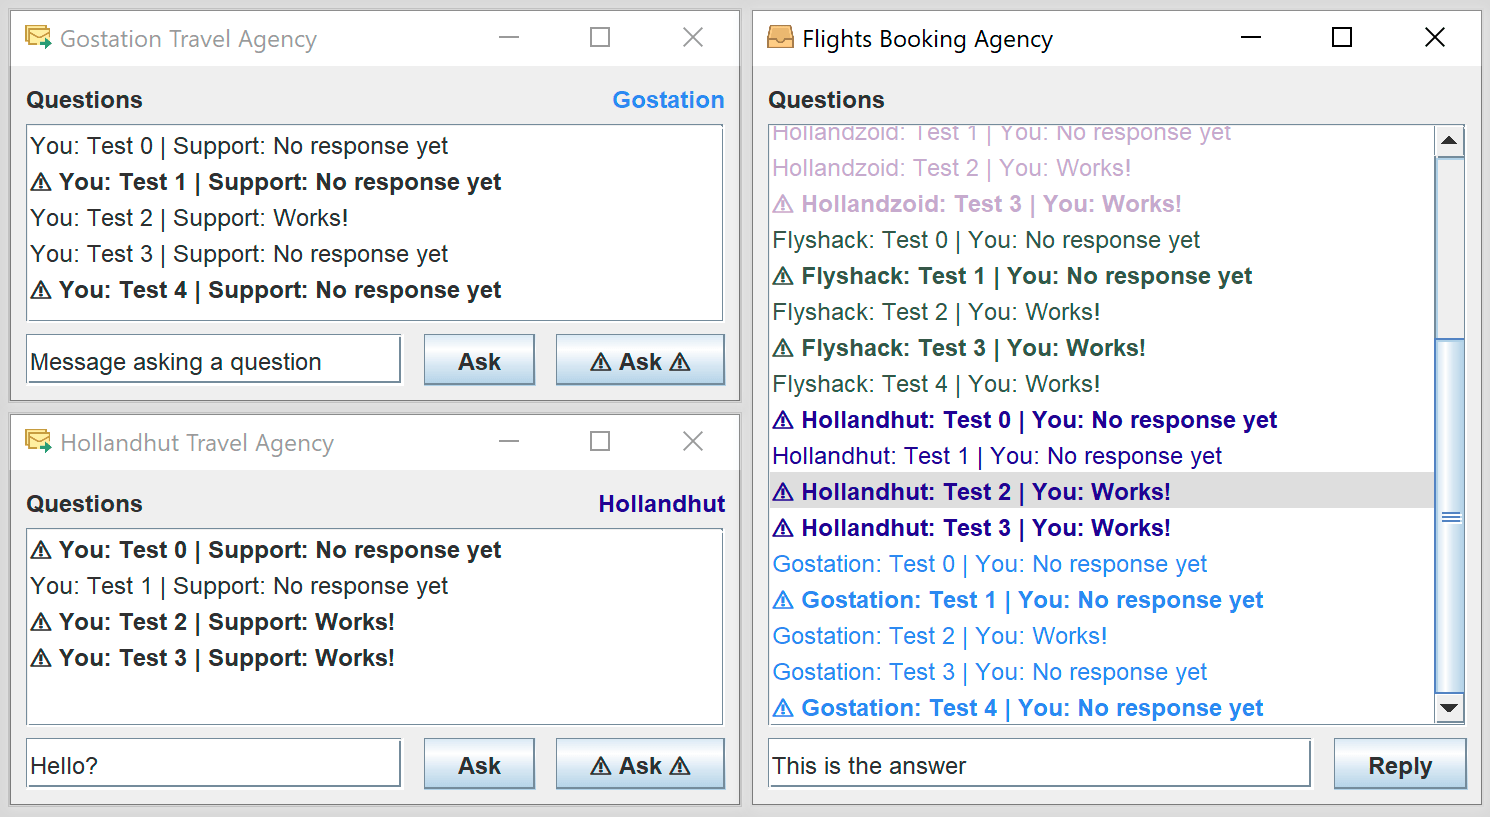 Gostation Travel Agency
Questions
Gostation
You: Test 0 | Support: No response yet
⚠ You: Test 1 | Support: No response yet
You: Test 2 | Support: Works!
You: Test 3 | Support: No response yet
⚠ You: Test 4 | Support: No response yet
Message asking a question
Ask
⚠ Ask ⚠
Hollandhut Travel Agency
Questions
Hollandhut
⚠ You: Test 0 | Support: No response yet
You: Test 1 | Support: No response yet
⚠ You: Test 2 | Support: Works!
⚠ You: Test 3 | Support: Works!
Hello?
Ask
⚠ Ask ⚠
Flights Booking Agency
Questions
Hollandzoid: Test 1 | You: No response yet
Hollandzoid: Test 2 | You: Works!
⚠ Hollandzoid: Test 3 | You: Works!
Flyshack: Test 0 | You: No response yet
⚠ Flyshack: Test 1 | You: No response yet
Flyshack: Test 2 | You: Works!
⚠ Flyshack: Test 3 | You: Works!
Flyshack: Test 4 | You: Works!
⚠ Hollandhut: Test 0 | You: No response yet
Hollandhut: Test 1 | You: No response yet
⚠ Hollandhut: Test 2 | You: Works!
⚠ Hollandhut: Test 3 | You: Works!
Gostation: Test 0 | You: No response yet
⚠ Gostation: Test 1 | You: No response yet
Gostation: Test 2 | You: Works!
Gostation: Test 3 | You: No response yet
⚠ Gostation: Test 4 | You: No response yet
This is the answer
Reply